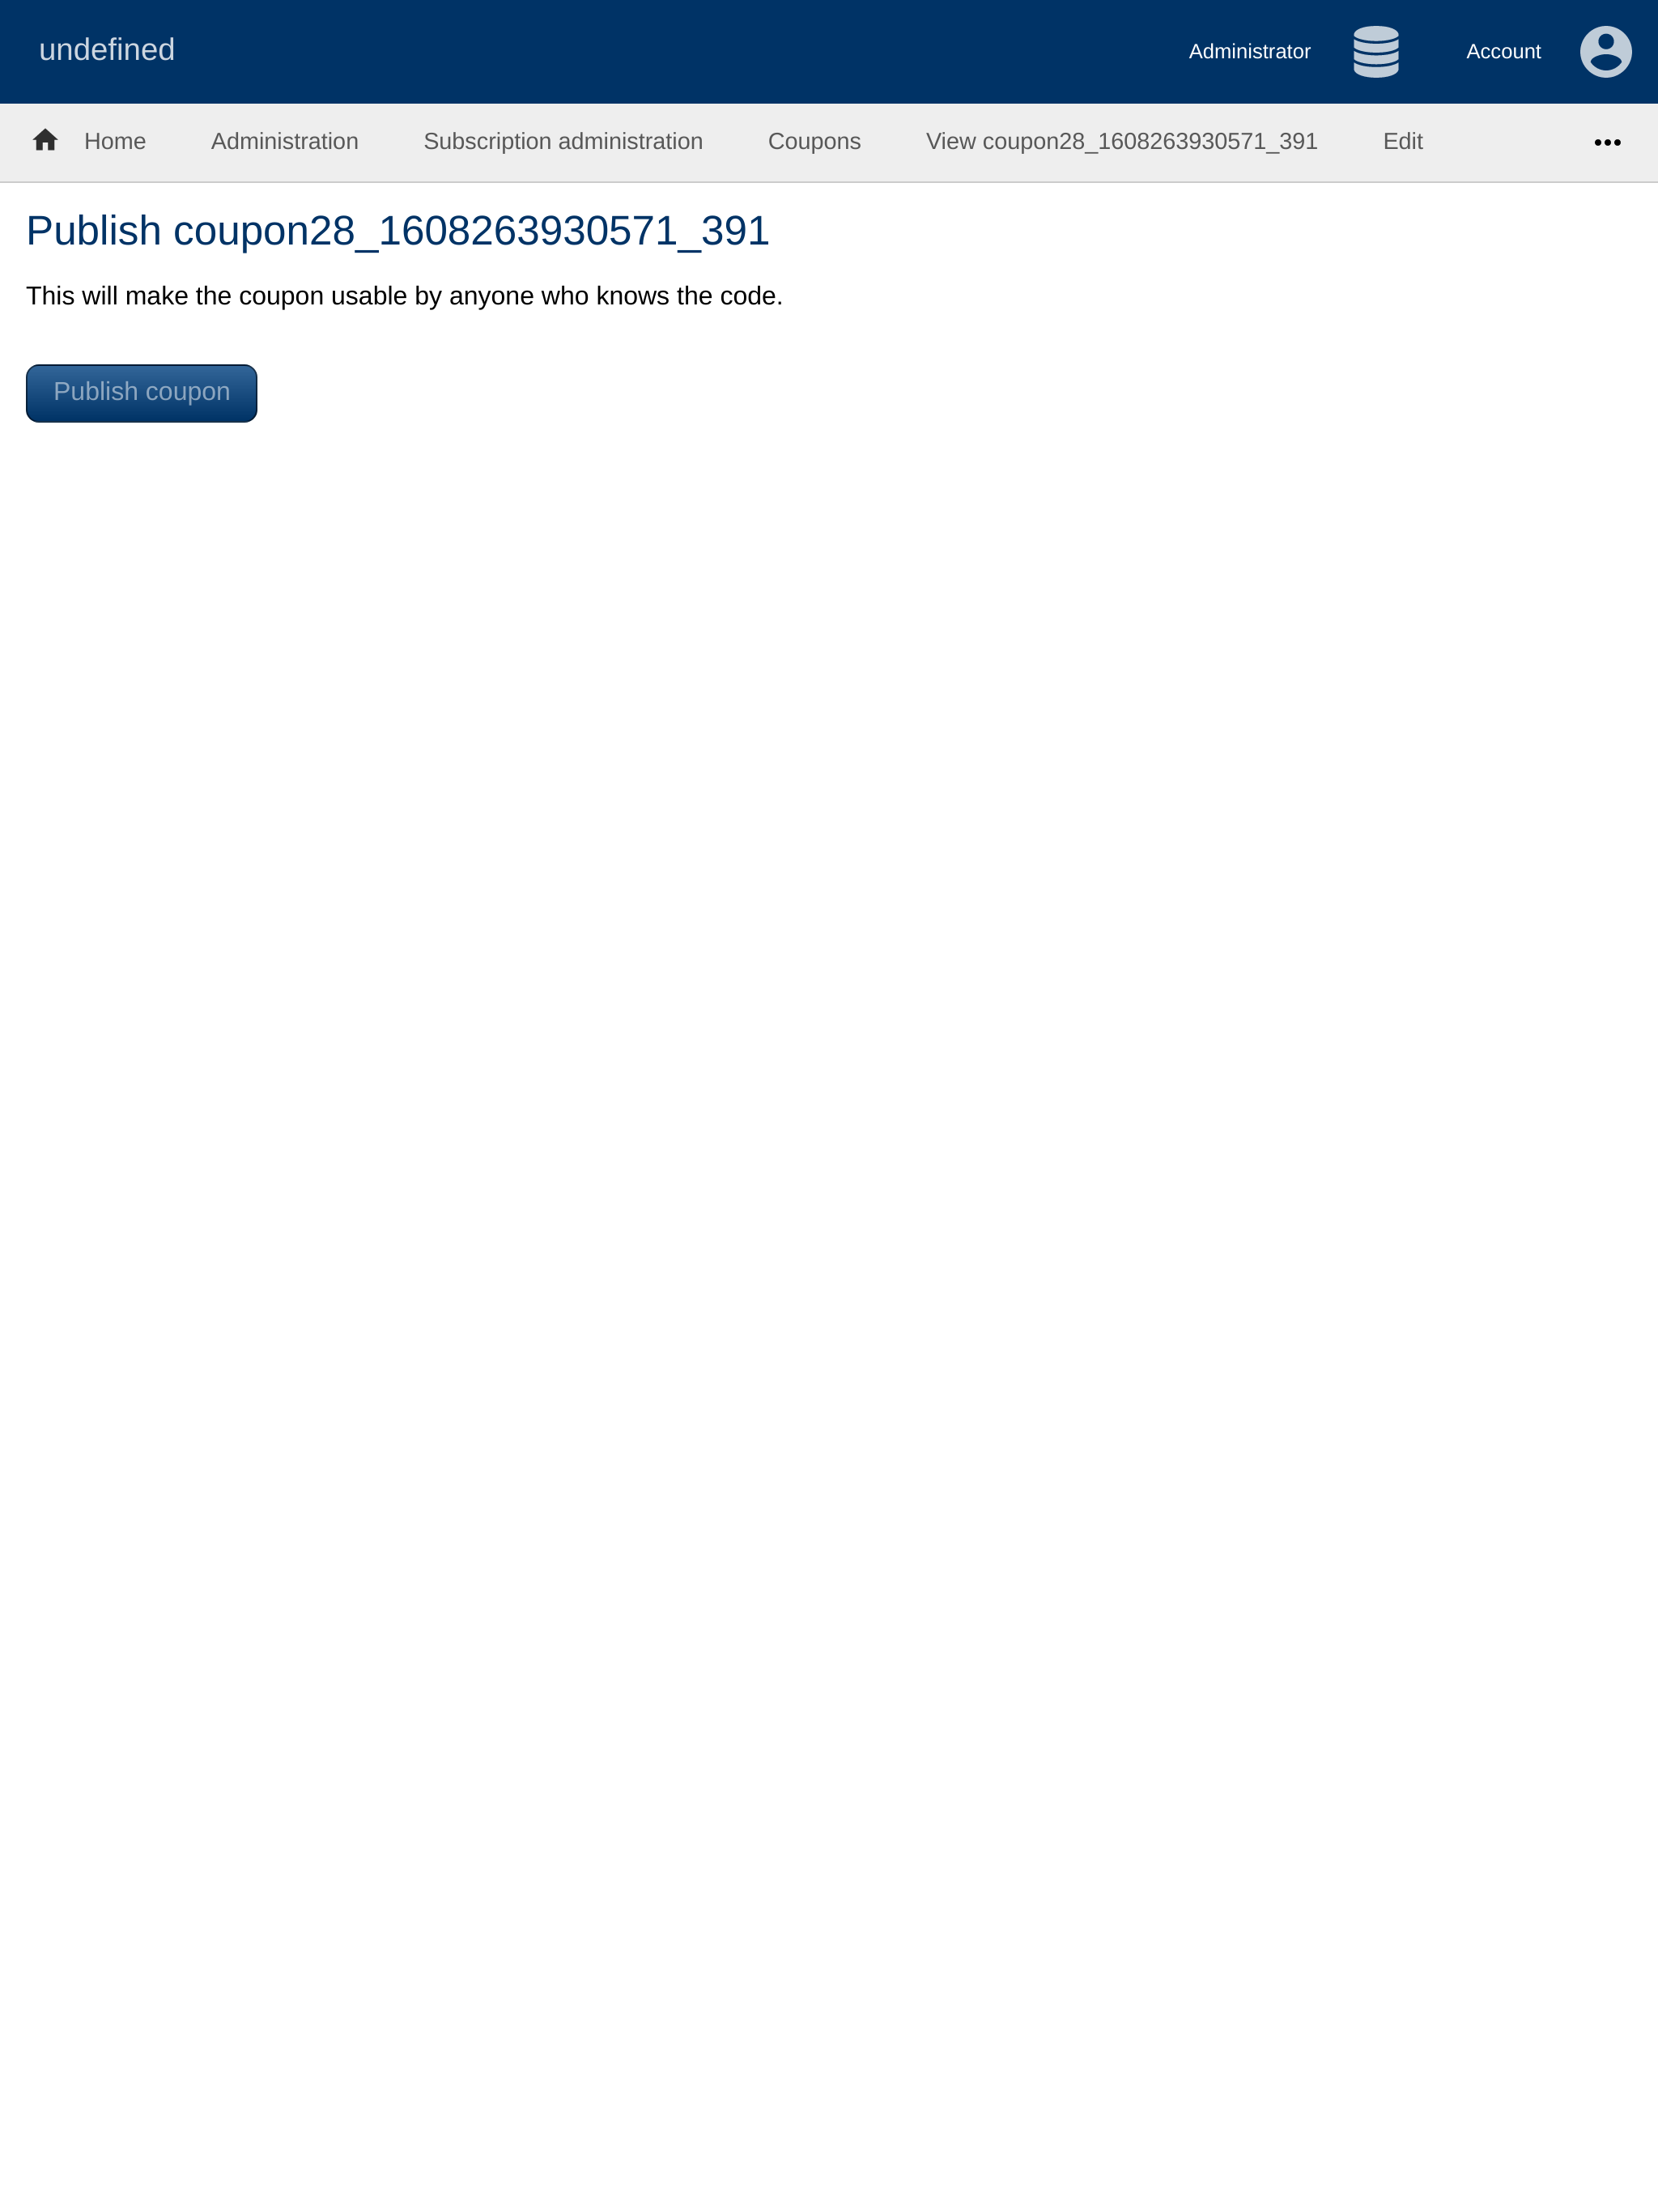 undefined
Administrator
Account
Home
Administration
Subscription administration
Coupons
View coupon28_1608263930571_391
Edit
Publish coupon28_1608263930571_391
This will make the coupon usable by anyone who knows the code.
Publish coupon